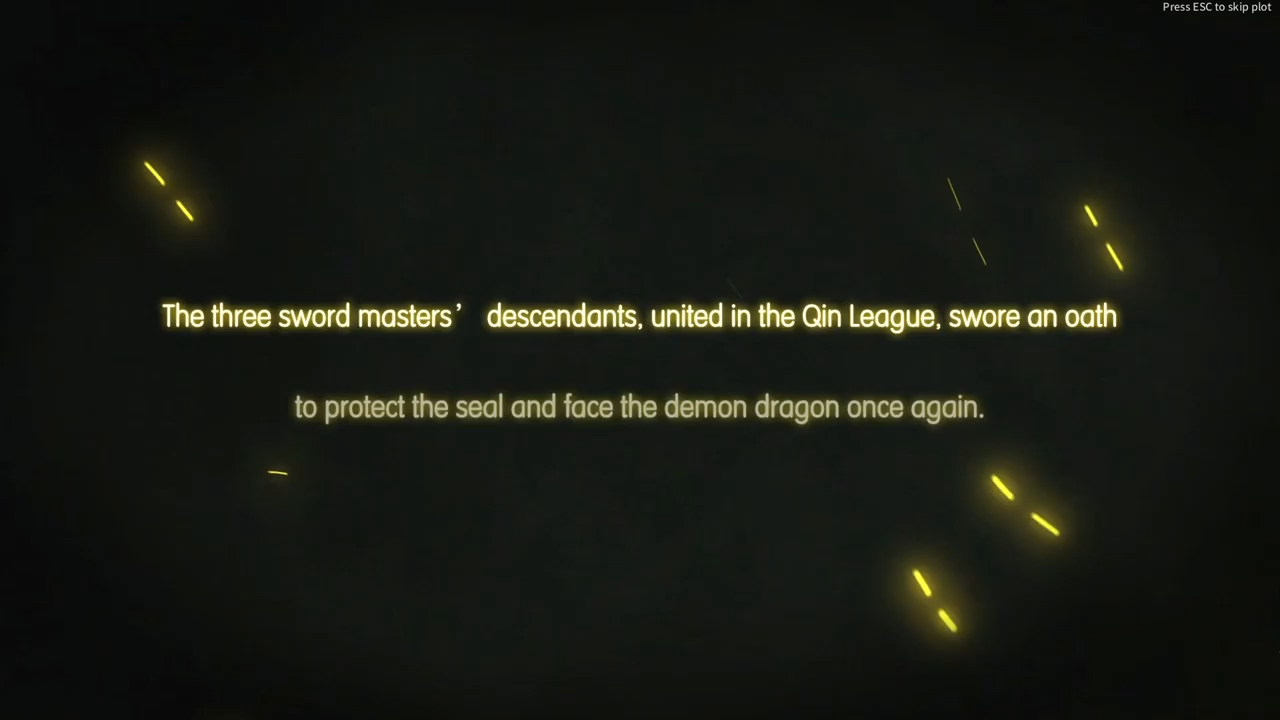 Press ESC to skip plot
The three sword masters’ descendants, united in the Qin League, swore an oath
to protect the seal and face the demon dragon once again.